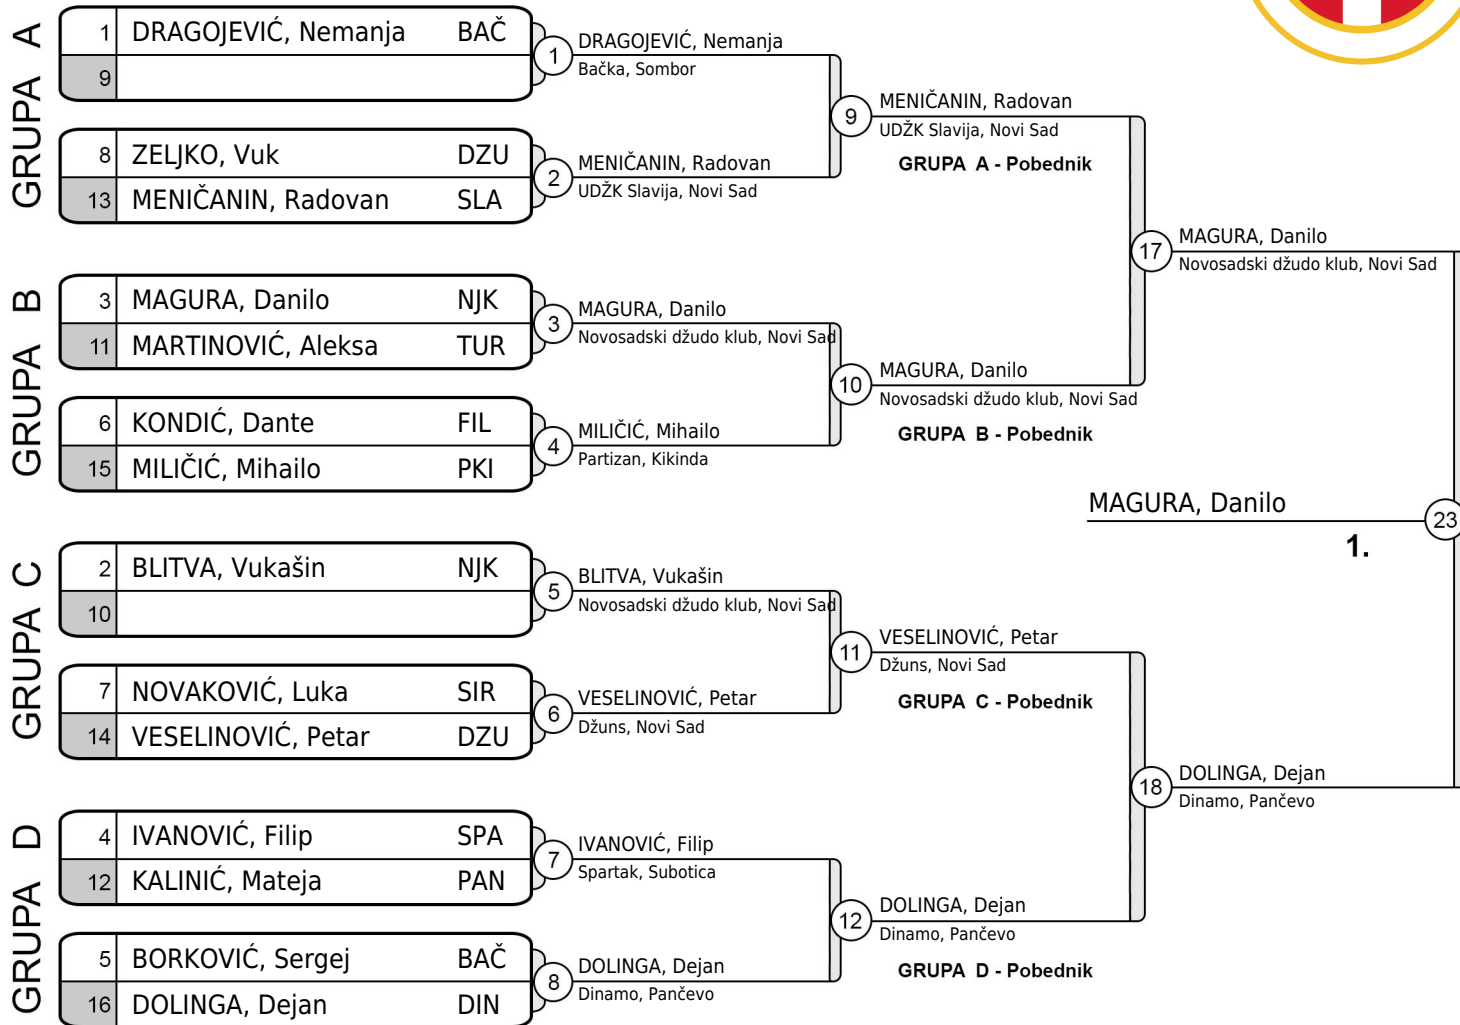 GRUPA A
1 DRAGOJEVIĆ, Nemanja BAČ
9
8 ZELJKO, Vuk DZU
13 MENIČANIN, Radovan SLA
1
DRAGOJEVIĆ, Nemanja
Bačka, Sombor
2
MENIČANIN, Radovan
UDŽK Slavija, Novi Sad
9
MENIČANIN, Radovan
UDŽK Slavija, Novi Sad
GRUPA A - Pobednik
GRUPA B
3 MAGURA, Danilo NJK
11 MARTINOVIĆ, Aleksa TUR
6 KONDIĆ, Dante FIL
15 MILIČIĆ, Mihailo PKI
3
MAGURA, Danilo
Novosadski džudo klub, Novi Sad
4
MILIČIĆ, Mihailo
Partizan, Kikinda
10
MAGURA, Danilo
Novosadski džudo klub, Novi Sad
GRUPA B - Pobednik
17
MAGURA, Danilo
Novosadski džudo klub, Novi Sad
MAGURA, Danilo
23
1.
GRUPA C
2 BLITVA, Vukašin NJK
10
7 NOVAKOVIĆ, Luka SIR
14 VESELINOVIĆ, Petar DZU
5
BLITVA, Vukašin
Novosadski džudo klub, Novi Sad
6
VESELINOVIĆ, Petar
Džuns, Novi Sad
11
VESELINOVIĆ, Petar
Džuns, Novi Sad
GRUPA C - Pobednik
GRUPA D
4 IVANOVIĆ, Filip SPA
12 KALINIĆ, Mateja PAN
5 BORKOVIĆ, Sergej BAČ
16 DOLINGA, Dejan DIN
7
IVANOVIĆ, Filip
Spartak, Subotica
8
DOLINGA, Dejan
Dinamo, Pančevo
12
DOLINGA, Dejan
Dinamo, Pančevo
GRUPA D - Pobednik
18
DOLINGA, Dejan
Dinamo, Pančevo